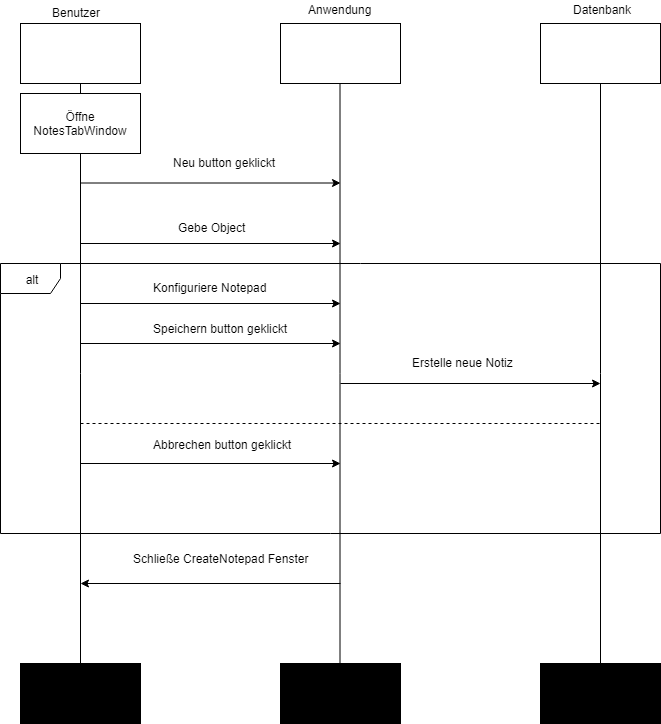 Benutzer
Anwendung
Datenbank
Öffne
NotesTabWindow
Neu button geklickt
Gebe Object
alt
Konfiguriere Notepad
Speichern button geklickt
Erstelle neue Notiz
Abbrechen button geklickt
Schließe CreateNotepad Fenster